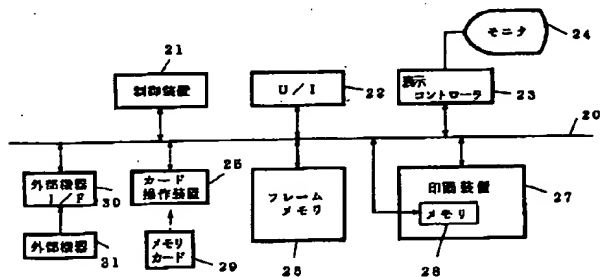 21
制御装置
U/I
22
モニタ
24
表示
コントローラ
23
20
外部機器
I/F
30
カード
操作装置
25
フレーム
メモリ
印画装置
メモリ
27
28
外部機器
31
メモリ
カード
29